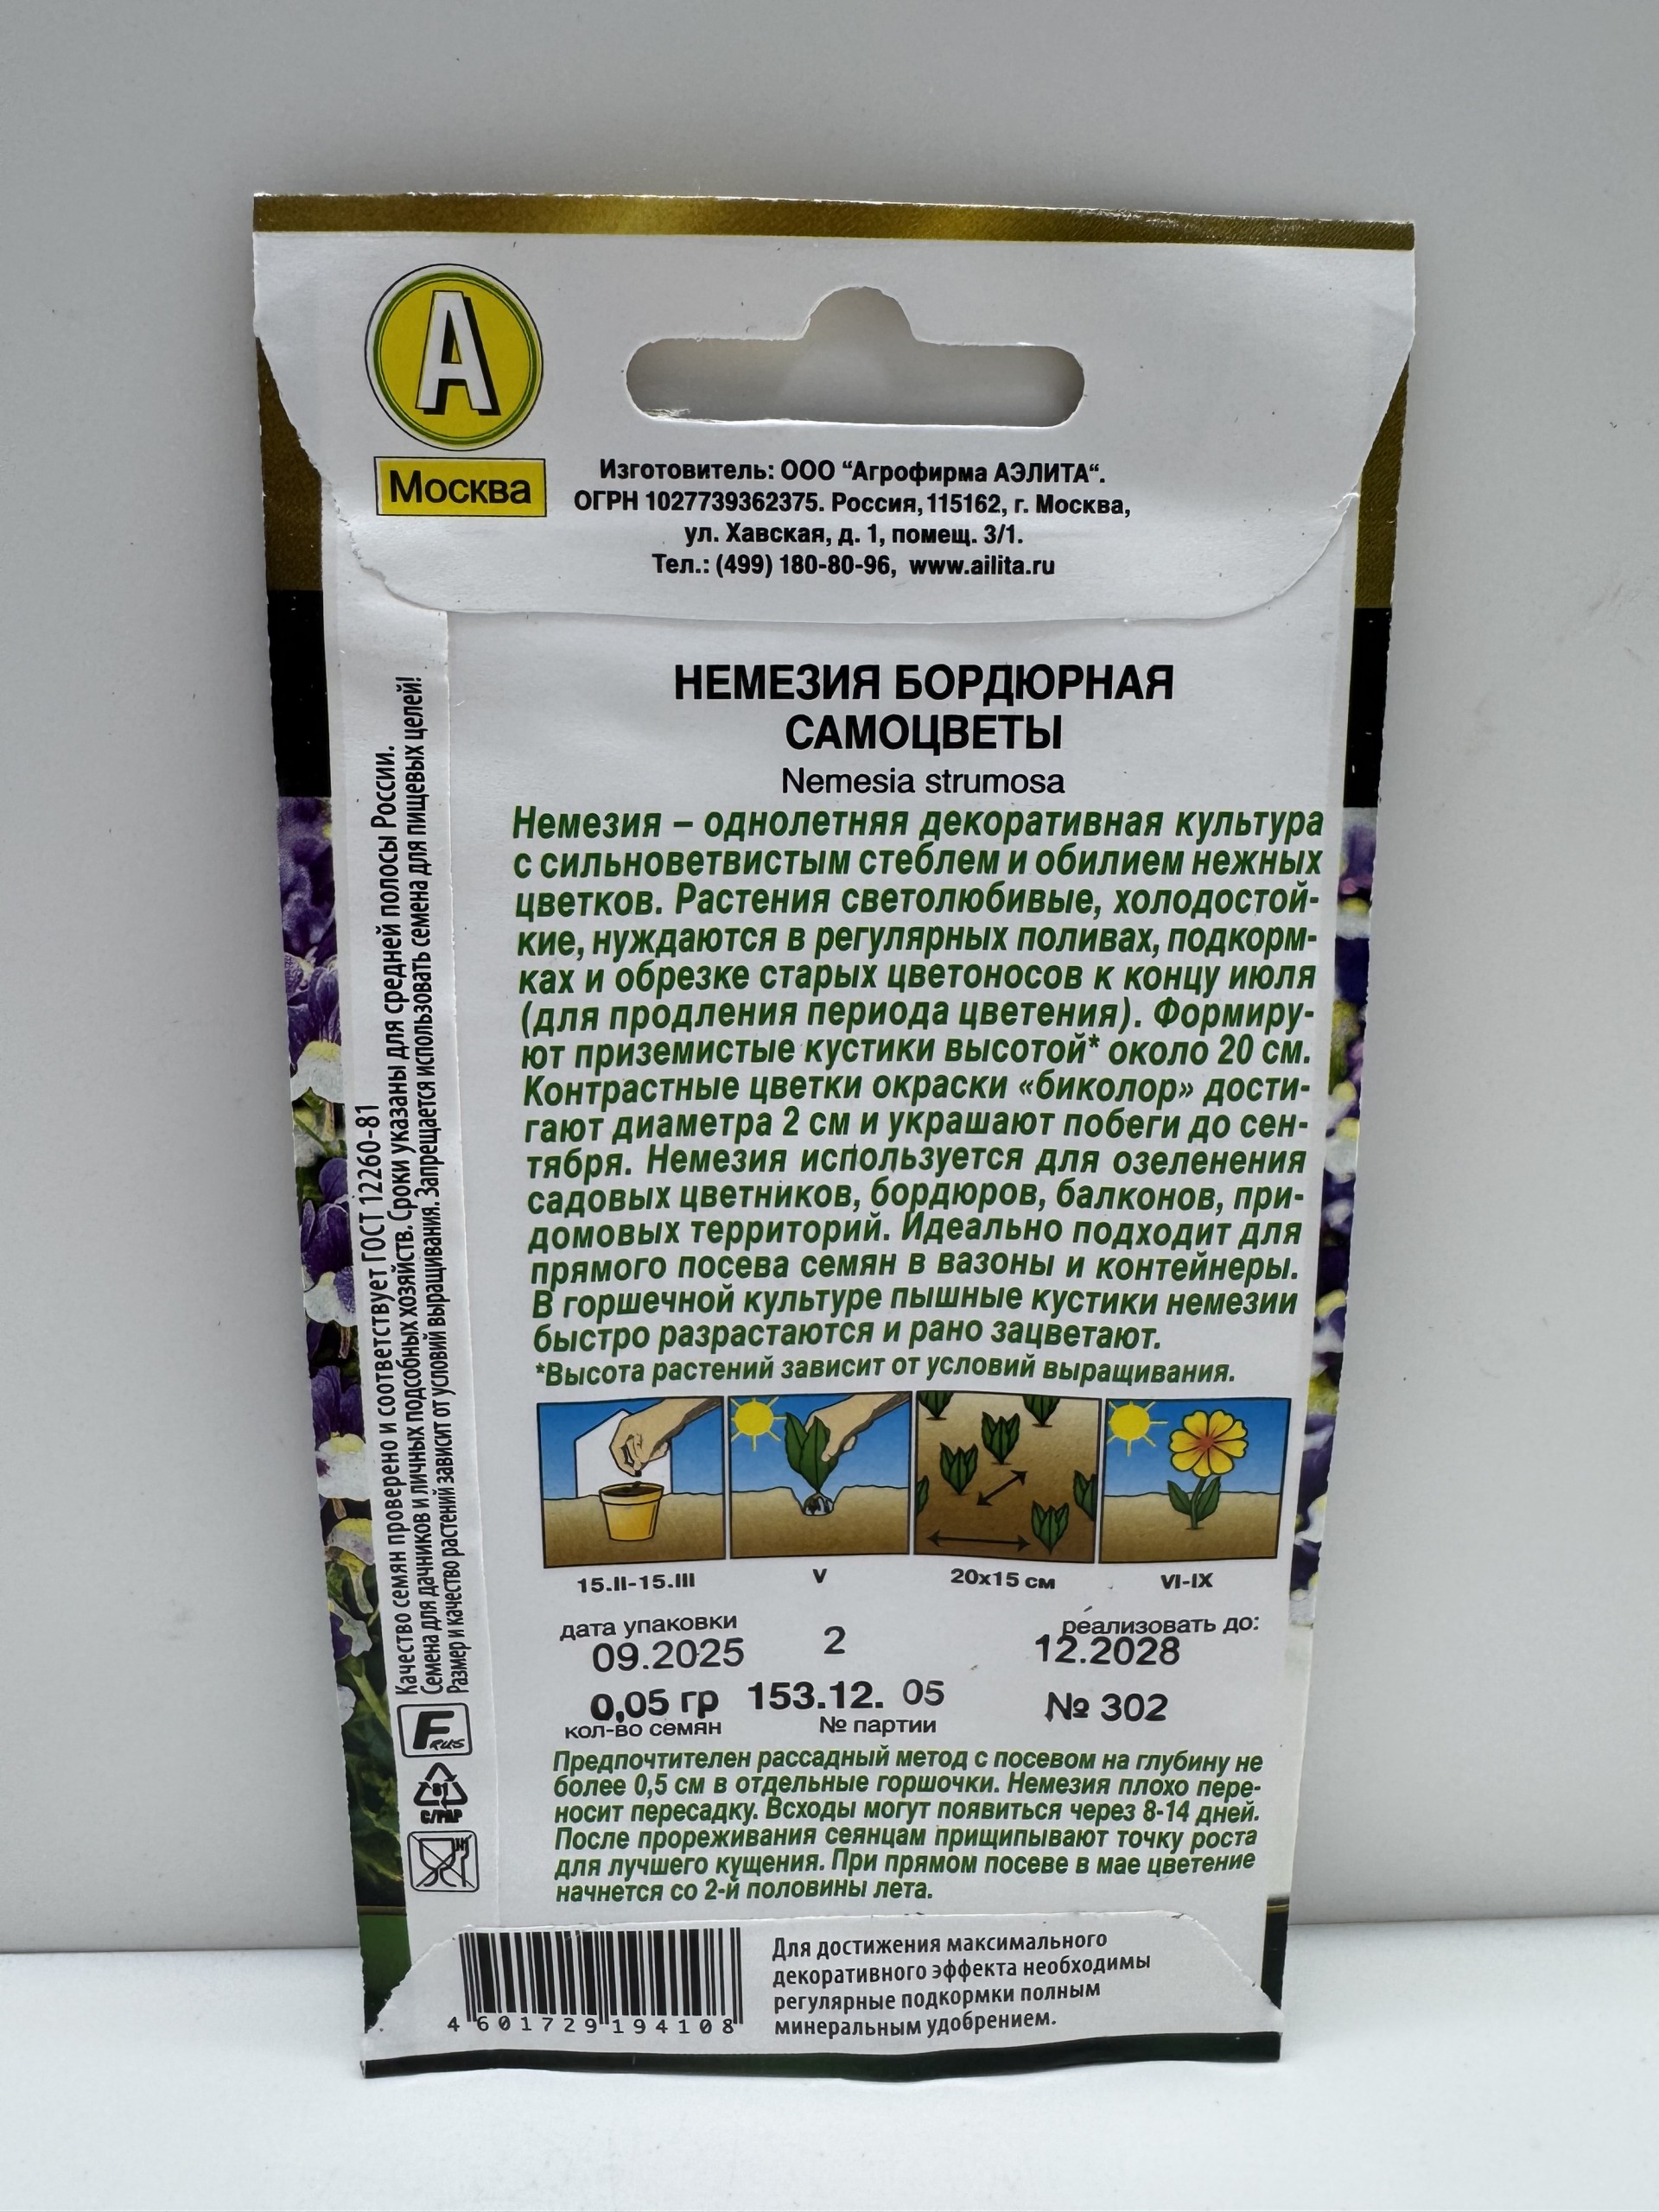 А
Москва
Изготовитель: ООО “Агрофирма АЭЛИТА“.
ОГРН 1027739362375. Россия, 115162, г. Москва,
ул. Хавская, д. 1, помещ. 3/1.
Тел.: (499) 180-80-96, www.ailita.ru
НЕМЕЗИЯ БОРДЮРНАЯ
САМОЦВЕТЫ
Nemesia strumosa
Немезия – однолетняя декоративная культура
с сильноветвистым стеблем и обилием нежных
цветков. Растения светолюбивые, холодостой-
кие, нуждаются в регулярных поливах, подкорм-
ках и обрезке старых цветоносов к концу июля
(для продления периода цветения). Формиру-
ют приземистые кустики высотой* около 20 см.
Контрастные цветки окраски «биколор» дости-
гают диаметра 2 см и украшают побеги до сен-
тября. Немезия используется для озеленения
садовых цветников, бордюров, балконов, при-
домовых территорий. Идеально подходит для
прямого посева семян в вазоны и контейнеры.
В горшечной культуре пышные кустики немезии
быстро разрастаются и рано зацветают.
*Высота растений зависит от условий выращивания.
15.II-15.III
V
20х15 см
VI-IX
дата упаковки
09.2025
2
реализовать до:
12.2028
0,05 гр
кол-во семян
153.12. 05
№ партии
№ 302
Предпочтителен рассадный метод с посевом на глубину не
более 0,5 см в отдельные горшочки. Немезия плохо пере-
носит пересадку. Всходы могут появиться через 8-14 дней.
После прореживания сеянцам прищипывают точку роста
для лучшего кущения. При прямом посеве в мае цветение
начнется со 2-й половины лета.
Качество семян проверено и соответствует ГОСТ 12260-81
Семена для дачников и личных подсобных хозяйств. Сроки указаны для средней полосы России.
Размер и качество растений зависит от условий выращивания. Запрещается использовать семена для пищевых целей!
F RUS
81
C/PAP
4 601729 194108
Для достижения максимального
декоративного эффекта необходимы
регулярные подкормки полным
минеральным удобрением.